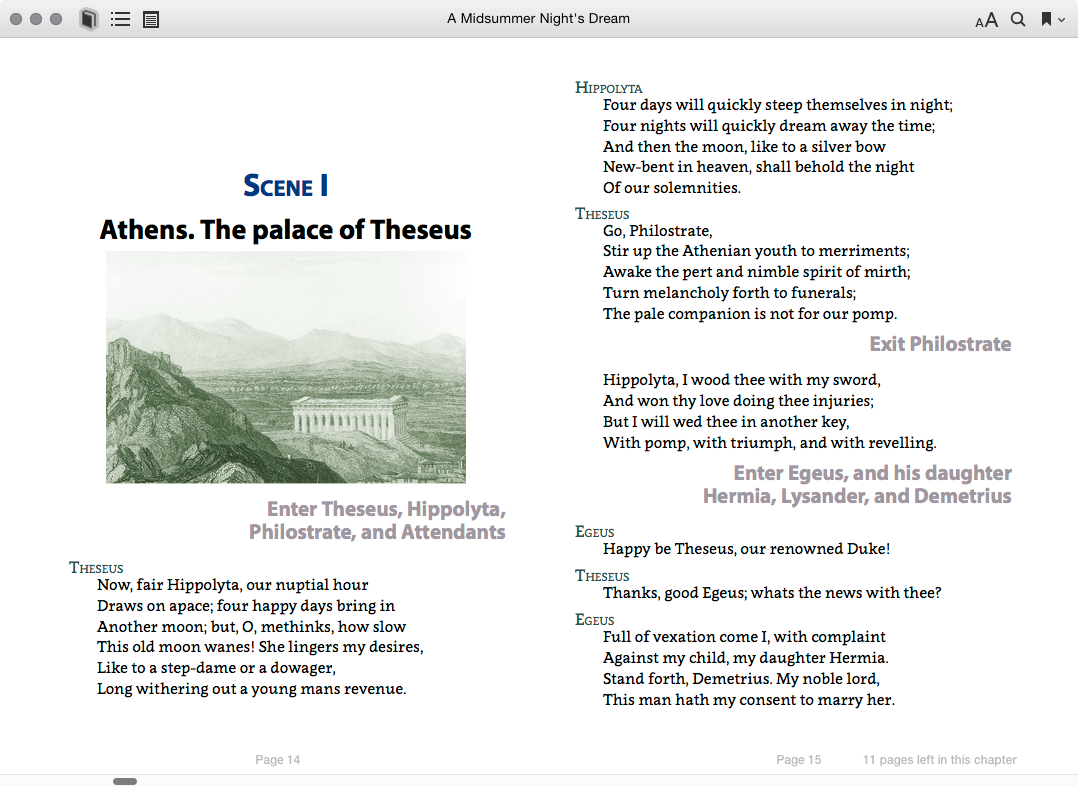 A Midsummer Night's Dream
AA
SCENE I
Athens. The palace of Theseus
Enter Theseus, Hippolyta,
Philostrate, and Attendants
THESEUS
Now, fair Hippolyta, our nuptial hour
Draws on apace; four happy days bring in
Another moon; but, O, methinks, how slow
This old moon wanes! She lingers my desires,
Like to a step-dame or a dowager,
Long withering out a young mans revenue.
Page 14
HIPPOLYTA
Four days will quickly steep themselves in night;
Four nights will quickly dream away the time;
And then the moon, like to a silver bow
New-bent in heaven, shall behold the night
Of our solemnities.
THESEUS
Go, Philostrate,
Stir up the Athenian youth to merriments;
Awake the pert and nimble spirit of mirth;
Turn melancholy forth to funerals;
The pale companion is not for our pomp.
Exit Philostrate
Hippolyta, I wood thee with my sword,
And won thy love doing thee injuries;
But I will wed thee in another key,
With pomp, with triumph, and with revelling.
Enter Egeus, and his daughter
Hermia, Lysander, and Demetrius
EGEUS
Happy be Theseus, our renowned Duke!
THESEUS
Thanks, good Egeus; whats the news with thee?
EGEUS
Full of vexation come I, with complaint
Against my child, my daughter Hermia.
Stand forth, Demetrius. My noble lord,
This man hath my consent to marry her.
Page 15 11 pages left in this chapter